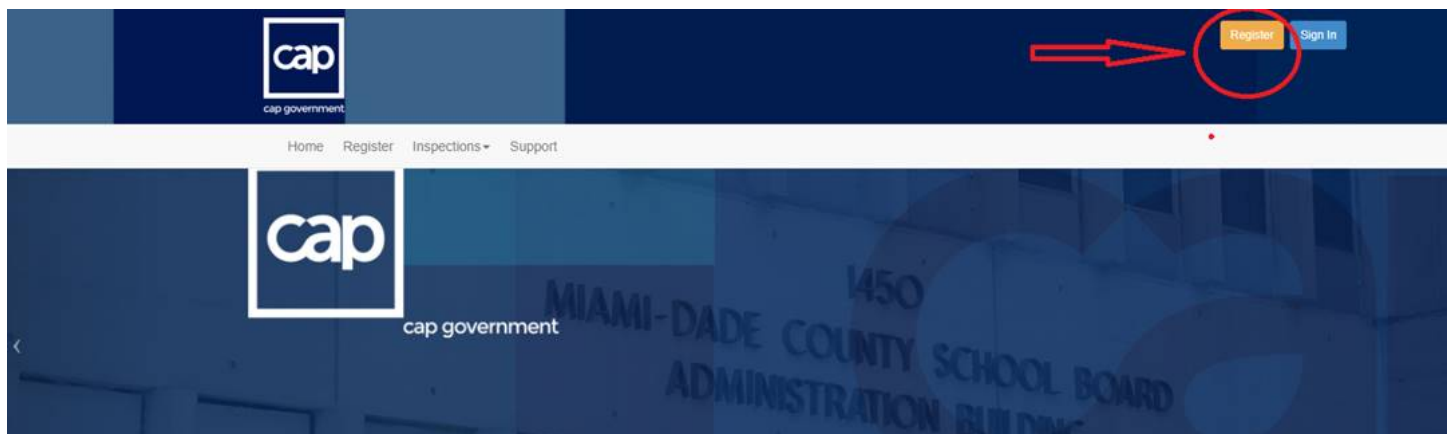 cap
cap government
Register Sign In
Home Register Inspections Support
cap
cap government
1450
MIAMI-DADE COUNTY SCHOOL BOARD
ADMINISTRATION BUILDING